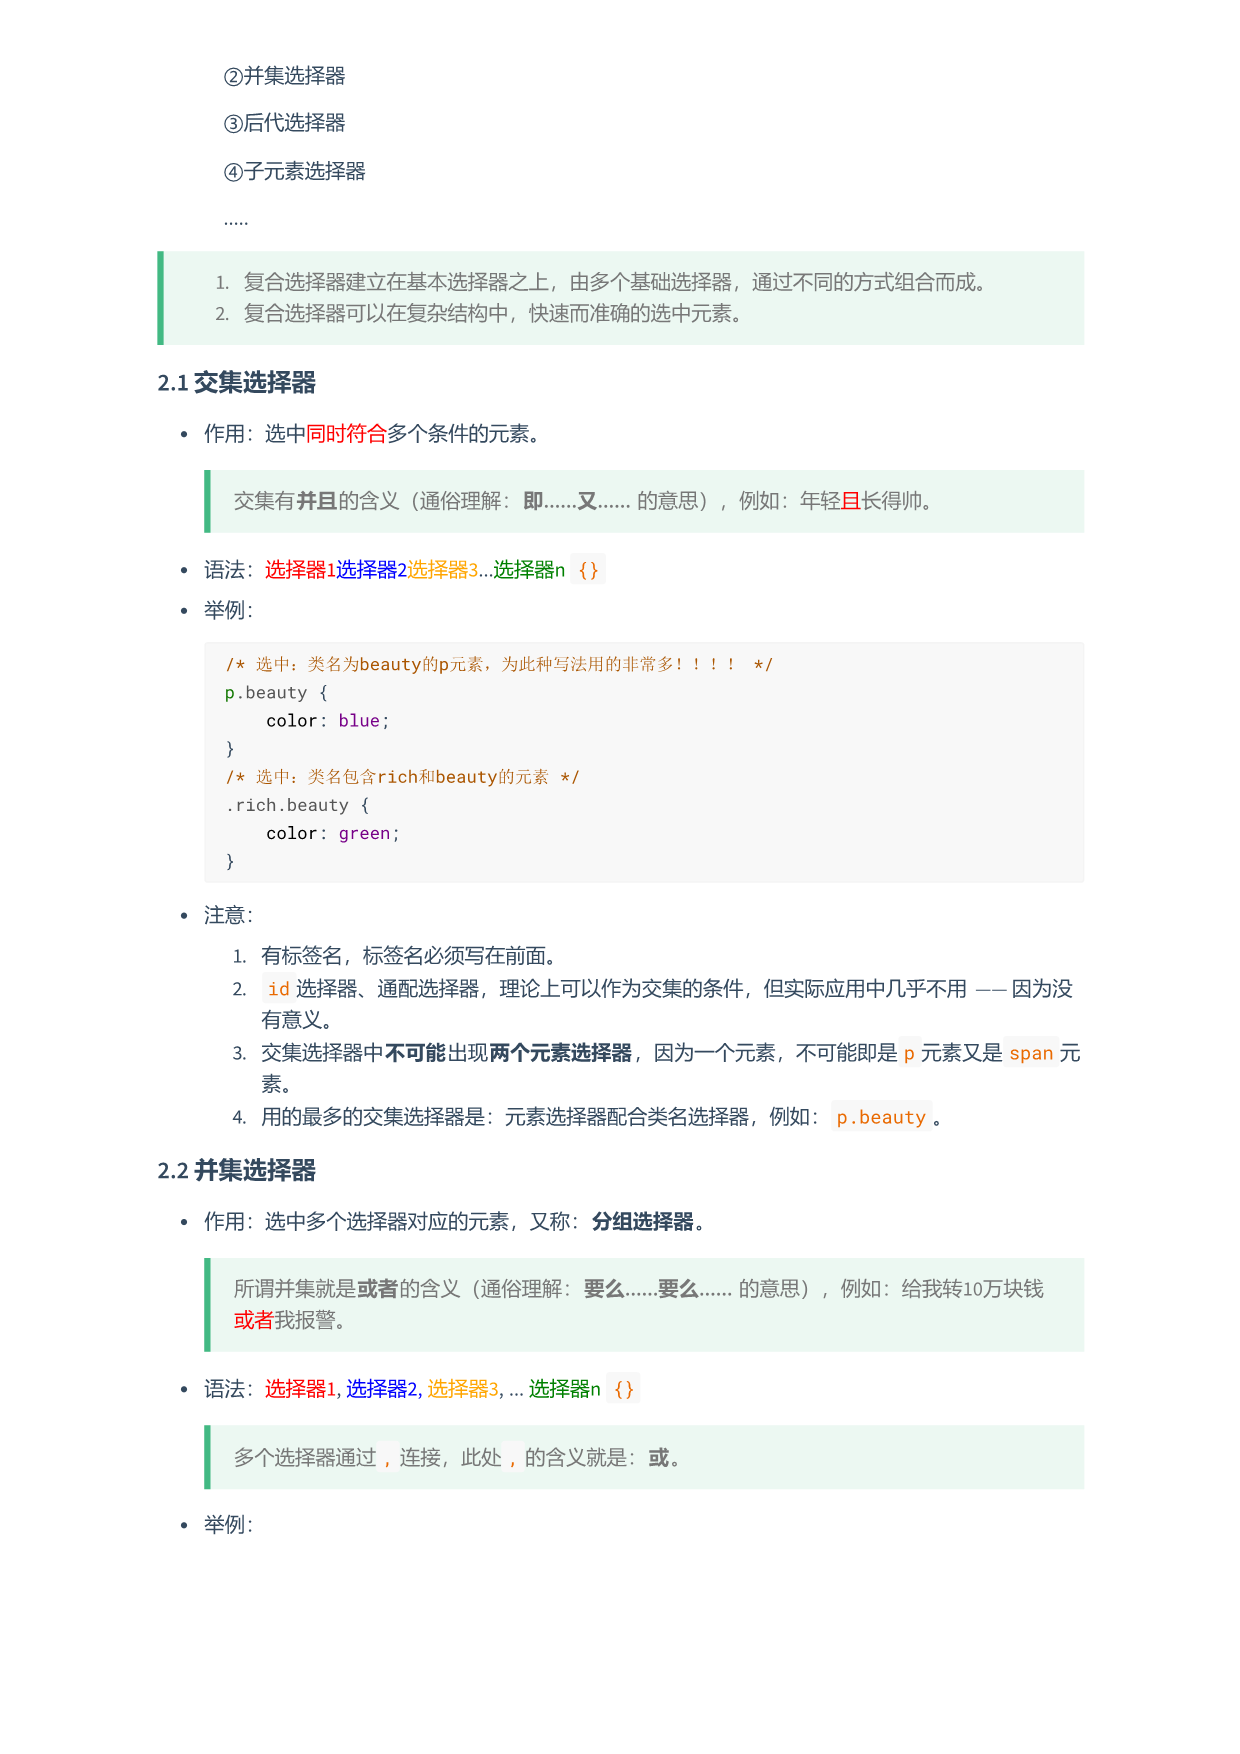 ②并集选择器
③后代选择器
④子元素选择器
.....
1. 复合选择器建立在基本选择器之上，由多个基础选择器，通过不同的方式组合而成。
2. 复合选择器可以在复杂结构中，快速而准确的选中元素。
2.1 交集选择器
• 作用：选中同时符合多个条件的元素。
交集有并且的含义（通俗理解：即......又...... 的意思），例如：年轻且长得帅。
• 语法：选择器1选择器2选择器3...选择器n {}
• 举例：
/* 选中：类名为beauty的p元素，为此种写法用的非常多！！！！ */
p.beauty {
    color: blue;
}
/* 选中：类名包含rich和beauty的元素 */
.rich.beauty {
    color: green;
}
• 注意：
1. 有标签名，标签名必须写在前面。
2. id选择器、通配选择器，理论上可以作为交集的条件，但实际应用中几乎不用 —— 因为没
有意义。
3. 交集选择器中不可能出现两个元素选择器，因为一个元素，不可能即是p元素又是span元
素。
4. 用的最多的交集选择器是：元素选择器配合类名选择器，例如：p.beauty。
2.2 并集选择器
• 作用：选中多个选择器对应的元素，又称：分组选择器。
所谓并集就是或者的含义（通俗理解：要么......要么...... 的意思），例如：给我转10万块钱
或者我报警。
• 语法：选择器1, 选择器2, 选择器3, ... 选择器n {}
多个选择器通过,连接，此处,的含义就是：或。
• 举例：